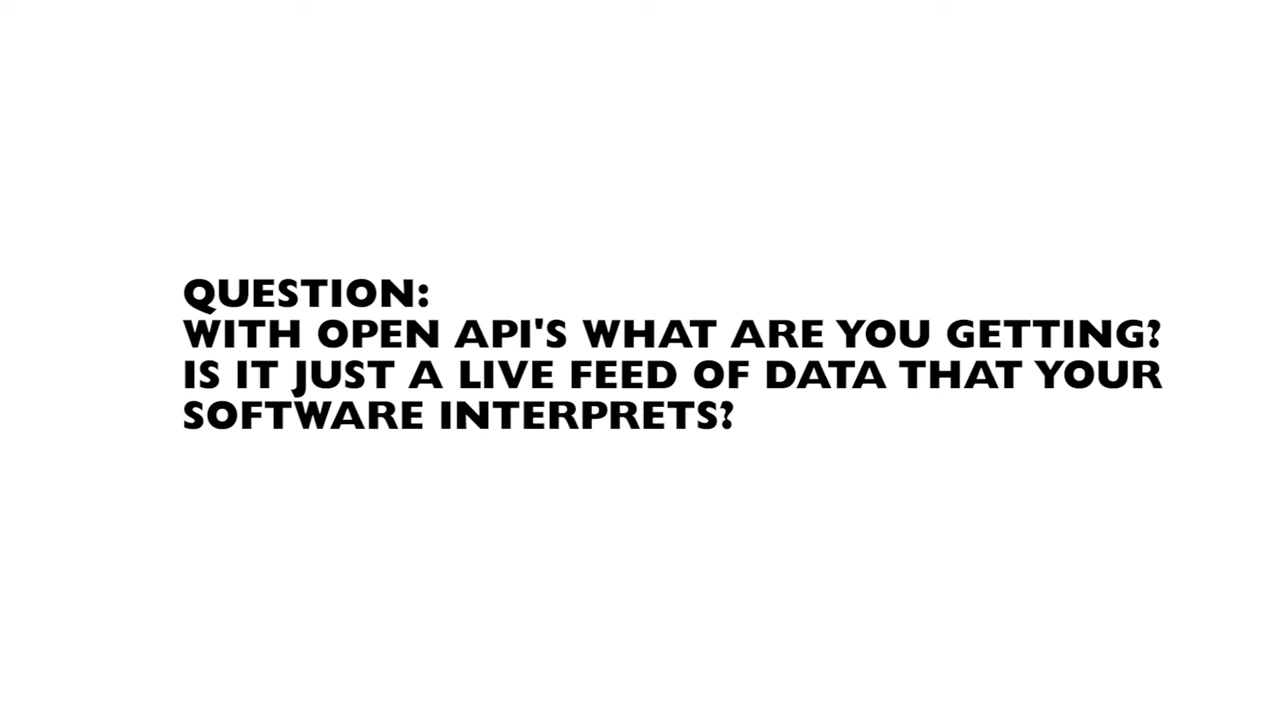 QUESTION:
WITH OPEN API'S WHAT ARE YOU GETTING?
IS IT JUST A LIVE FEED OF DATA THAT YOUR
SOFTWARE INTERPRETS?